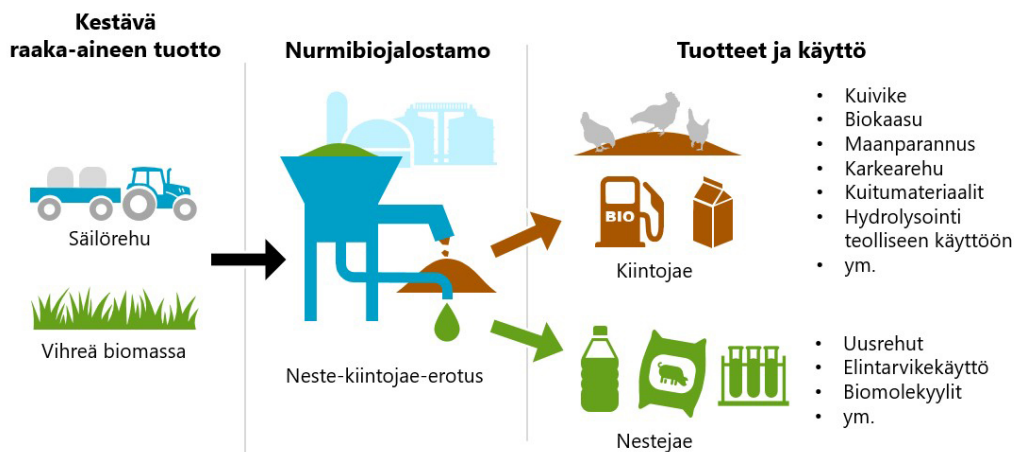 Kestävä
raaka-aineen tuotto
Säilörehu
Vihreä biomassa
Nurmibiojalostamo
Neste-kiintojae-erotus
Tuotteet ja käyttö
BIO
Kiintojae
• Kuivike
• Biokaasu
• Maanparannus
• Karkearehu
• Kuitumateriaalit
• Hydrolysointi
teolliseen käyttöön
• ym.
Nestejae
• Uusrehut
• Elintarvikekäyttö
• Biomolekyylit
• ym.